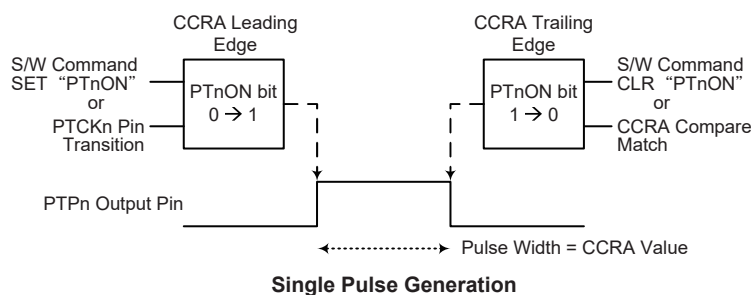 CCRA Leading
Edge
S/W Command
SET “PTnON”
or
PTCKn Pin
Transition
PTnON bit
0 → 1
CCRA Trailing
Edge
PTnON bit
1 → 0
S/W Command
CLR “PTnON”
or
CCRA Compare
Match
PTPn Output Pin
Pulse Width = CCRA Value
Single Pulse Generation